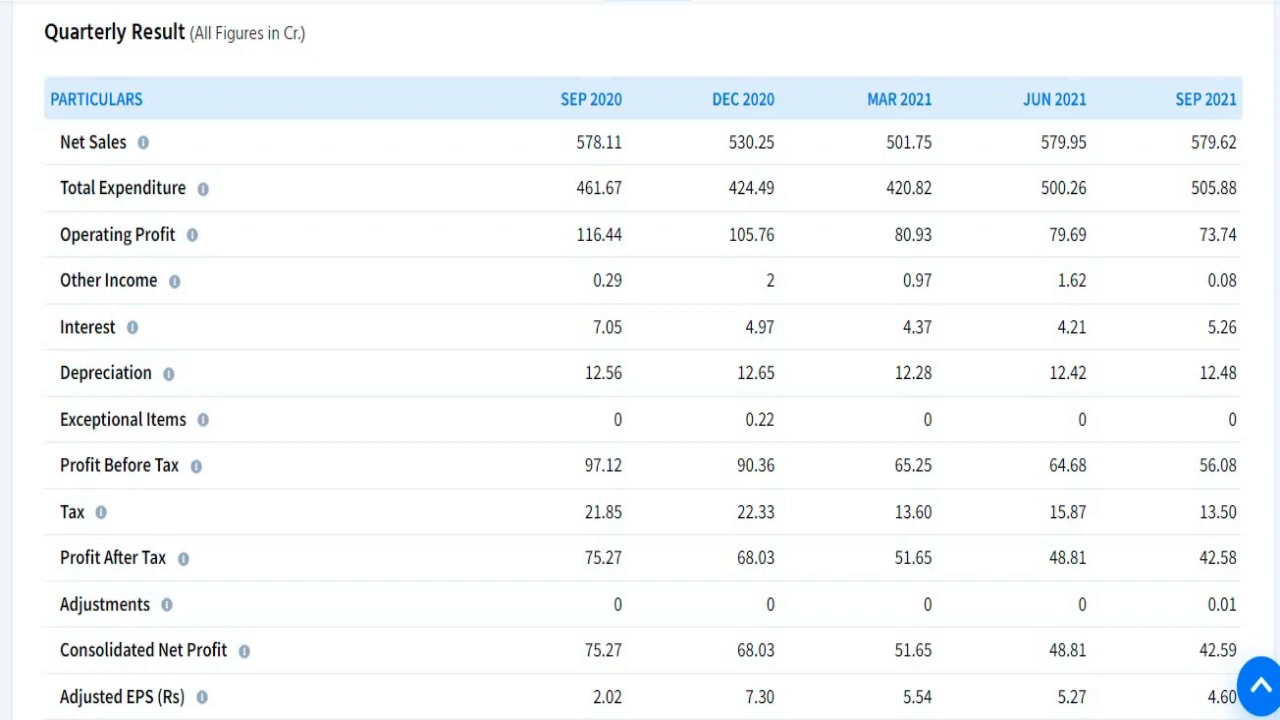 Quarterly Result (All Figures in Cr.)
PARTICULARS SEP 2020 DEC 2020 MAR 2021 JUN 2021 SEP 2021
Net Sales 578.11 530.25 501.75 579.95 579.62
Total Expenditure 461.67 424.49 420.82 500.26 505.88
Operating Profit 116.44 105.76 80.93 79.69 73.74
Other Income 0.29 2 0.97 1.62 0.08
Interest 7.05 4.97 4.37 4.21 5.26
Depreciation 12.56 12.65 12.28 12.42 12.48
Exceptional Items 0 0.22 0 0 0
Profit Before Tax 97.12 90.36 65.25 64.68 56.08
Tax 21.85 22.33 13.60 15.87 13.50
Profit After Tax 75.27 68.03 51.65 48.81 42.58
Adjustments 0 0 0 0 0.01
Consolidated Net Profit 75.27 68.03 51.65 48.81 42.59
Adjusted EPS (Rs) 2.02 7.30 5.54 5.27 4.60